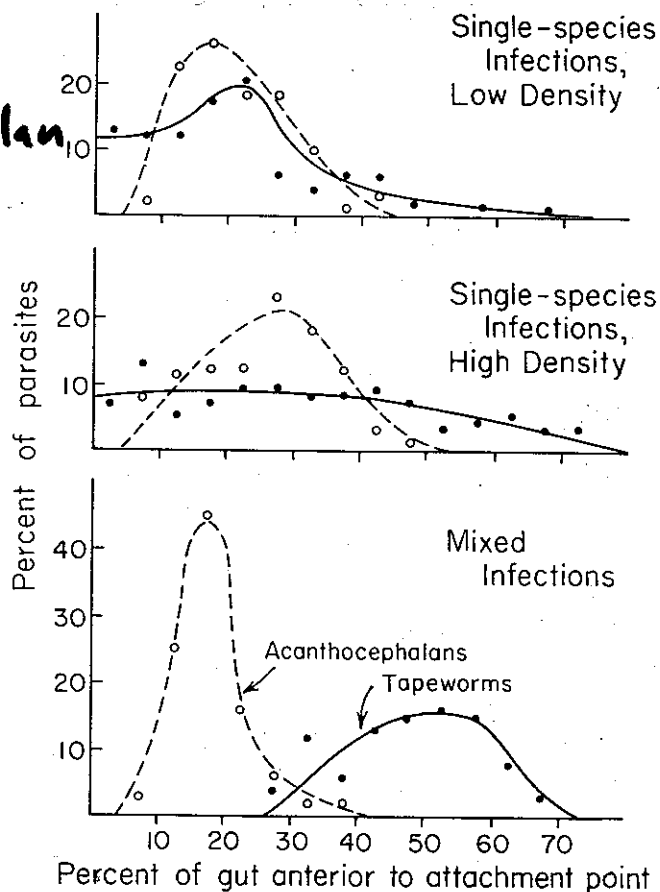 Single-species
Infections,
Low Density
20
lan
10
Single-species
Infections,
High Density
20
10
Percent of parasites
Mixed
Infections
40
30
20
10
Acanthocephalans
Tapeworms
10 20 30 40 50 60 70
Percent of gut anterior to attachment point